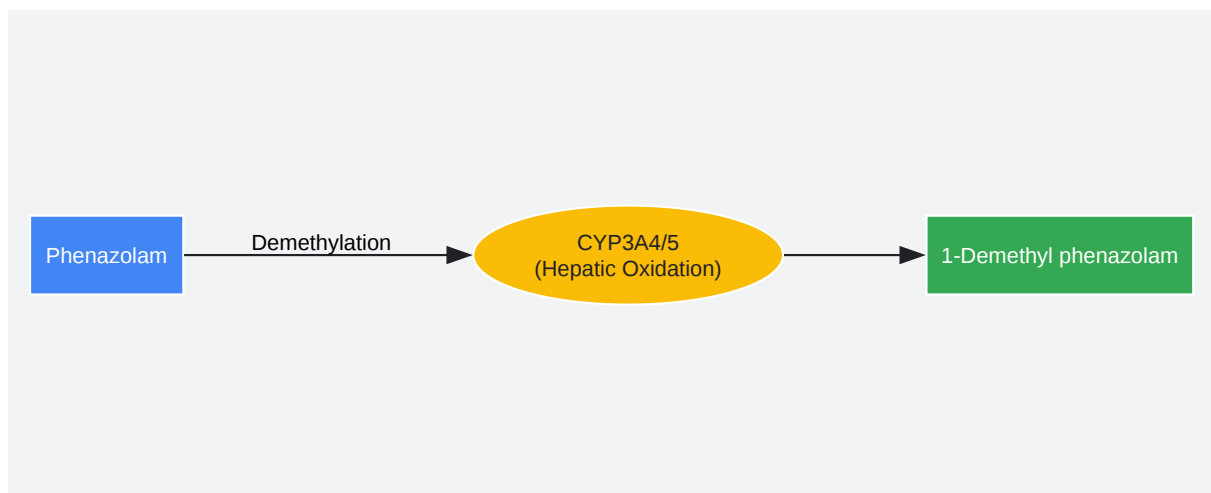 Phenazolam
Demethylation
CYP3A4/5
(Hepatic Oxidation)
1-Demethyl phenazolam